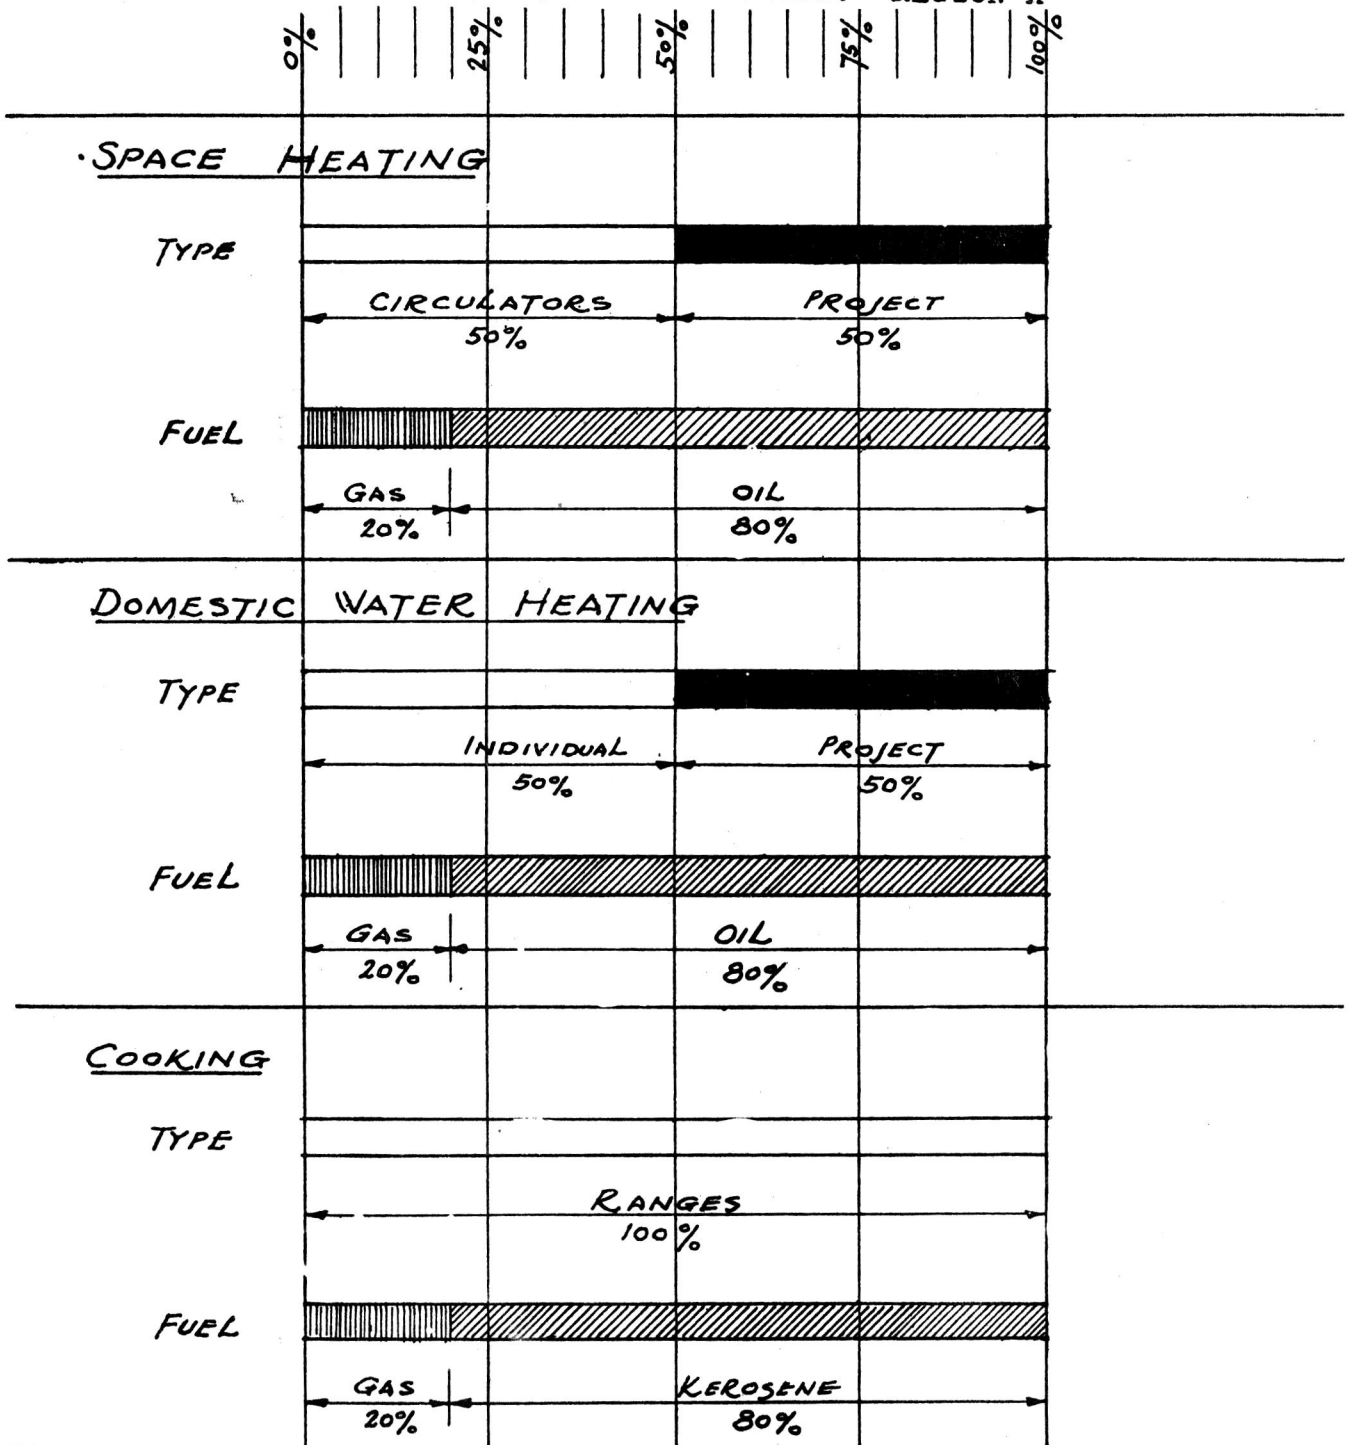 0% 25% 50% 75% 100%
SPACE HEATING
TYPE
CIRCULATORS PROJECT
50% 50%
FUEL
GAS OIL
20% 80%
DOMESTIC WATER HEATING
TYPE
INDIVIDUAL PROJECT
50% 50%
FUEL
GAS OIL
20% 80%
COOKING
TYPE
RANGES
100%
FUEL
GAS KEROSENE
20% 80%